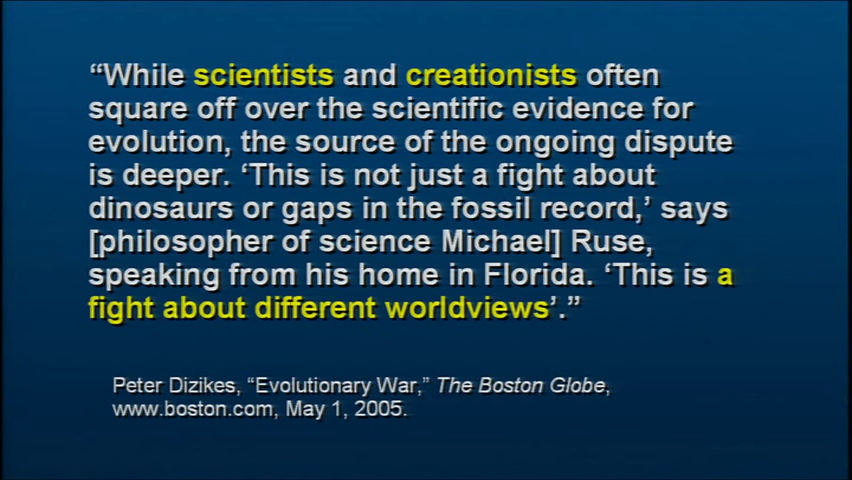 “While scientists and creationists often
square off over the scientific evidence for
evolution, the source of the ongoing dispute
is deeper. ‘This is not just a fight about
dinosaurs or gaps in the fossil record,’ says
[philosopher of science Michael] Ruse,
speaking from his home in Florida. ‘This is a
fight about different worldviews’.”
Peter Dizikes, “Evolutionary War,” The Boston Globe,
www.boston.com, May 1, 2005.